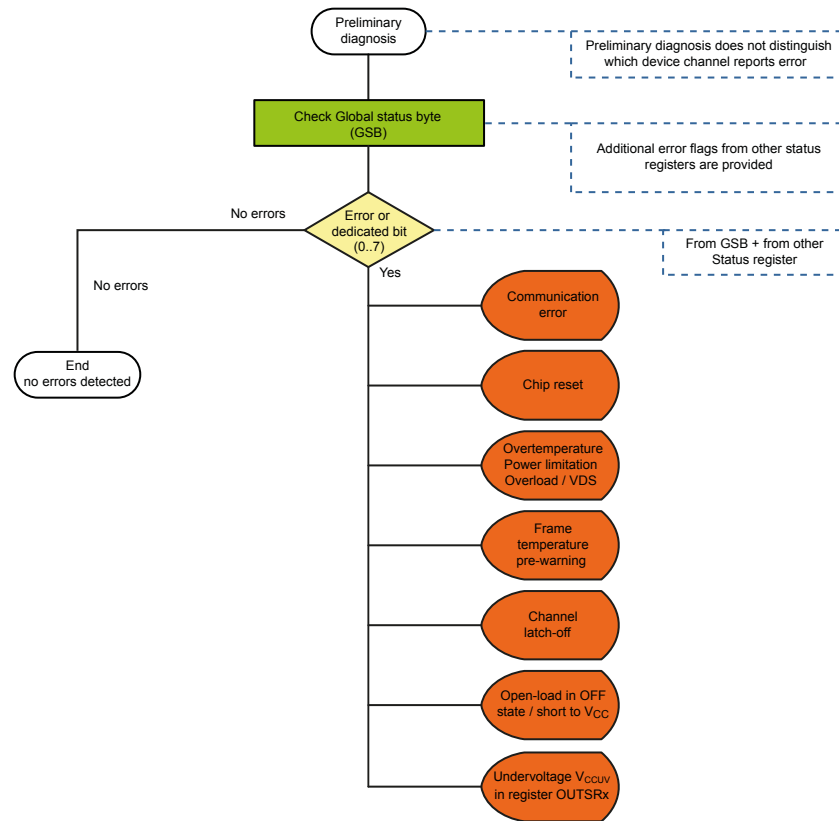 Preliminary
diagnosis
Preliminary diagnosis does not distinguish
which device channel reports error
Check Global status byte
(GSB)
Additional error flags from other status
registers are provided
No errors
Error or
dedicated bit
(0..7)
From GSB + from other
Status register
Yes
No errors
Communication
error
End
no errors detected
Chip reset
Overtemperature
Power limitation
Overload / VDS
Frame
temperature
pre-warning
Channel
latch-off
Open-load in OFF
state / short to VCC
Undervoltage VCCUV
in register OUTSRx